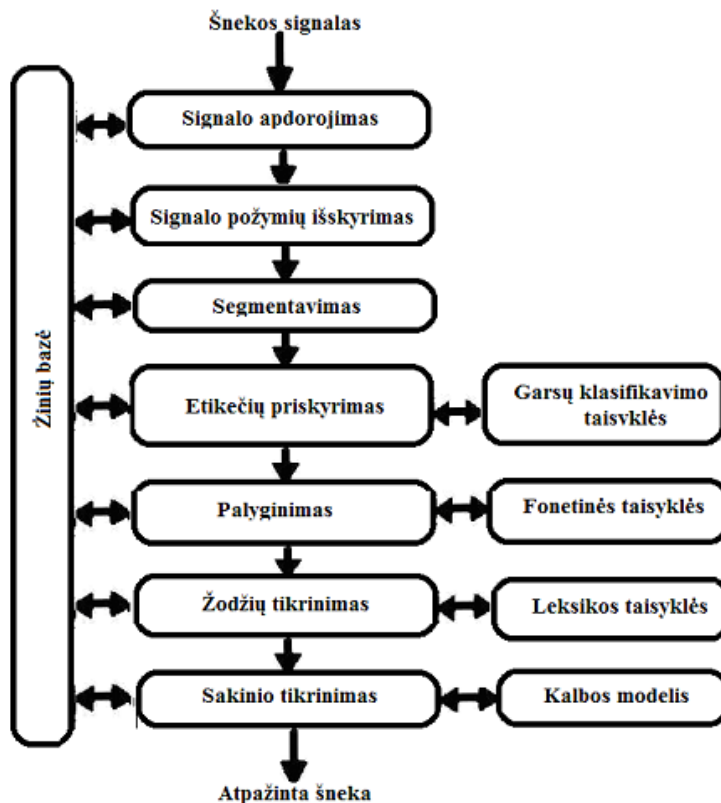 Šnekos signalas
Signalo apdorojimas
Signalo požymių išskyrimas
Segmentavimas
Žinių bazė
Etikečių priskyrimas
Garsų klasifikavimo
taisyklės
Palyginimas
Fonetinės taisyklės
Žodžių tikrinimas
Leksikos taisyklės
Sakinio tikrinimas
Kalbos modelis
Atpažinta šneka